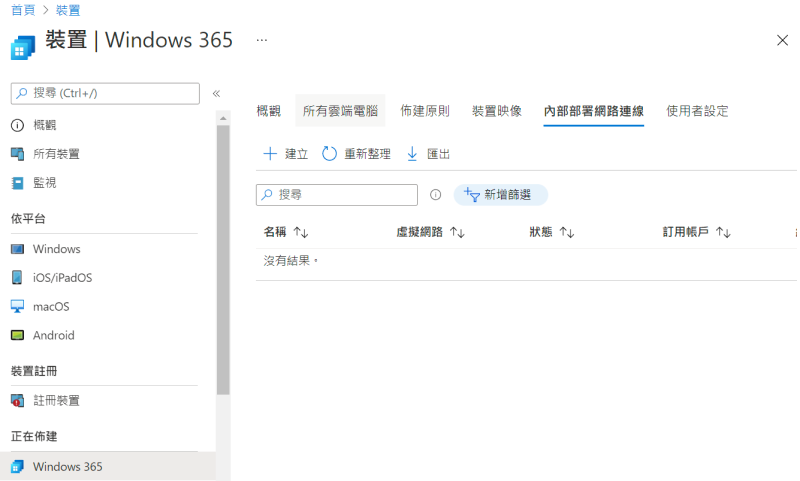 首頁 > 裝置
裝置 | Windows 365 ...
搜尋 (Ctrl+/) «
概觀
所有裝置
監視
依平台
Windows
iOS/iPadOS
macOS
Android
裝置註冊
註冊裝置
正在佈建
Windows 365
概觀 所有雲端電腦 佈建原則 裝置映像 內部部署網路連線 使用者設定
建立 重新整理 匯出
搜尋 新增篩選
名稱 ↑↓ 虛擬網路 ↑↓ 狀態 ↑↓ 訂用帳戶 ↑↓
沒有結果。